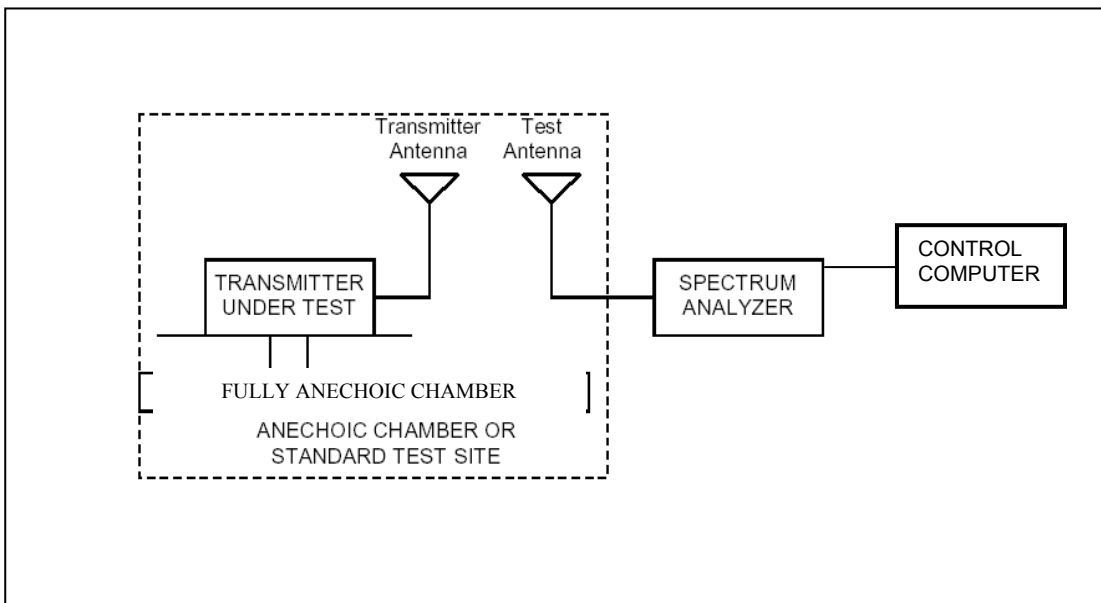 Transmitter
Antenna
Test
Antenna
TRANSMITTER
UNDER TEST
SPECTRUM
ANALYZER
CONTROL
COMPUTER
FULLY ANECHOIC CHAMBER
ANECHOIC CHAMBER OR
STANDARD TEST SITE